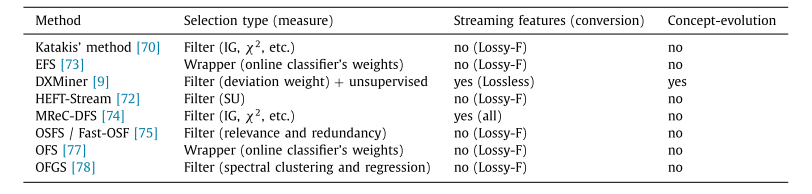 Method Selection type (measure) Streaming features (conversion) Concept-evolution
Katakis’ method [70] Filter (IG, χ², etc.) no (Lossy-F) no
EFS [73] Wrapper (online classifier’s weights) no (Lossy-F) no
DXMiner [9] Filter (deviation weight) + unsupervised yes (Lossless) yes
HEFT-Stream [72] Filter (SU) no (Lossy-F) no
MReC-DFS [74] Filter (IG, χ², etc.) yes (all) no
OSFS / Fast-OSF [75] Filter (relevance and redundancy) no (Lossy-F) no
OFS [77] Wrapper (online classifier’s weights) no (Lossy-F) no
OFGS [78] Filter (spectral clustering and regression) no (Lossy-F) no